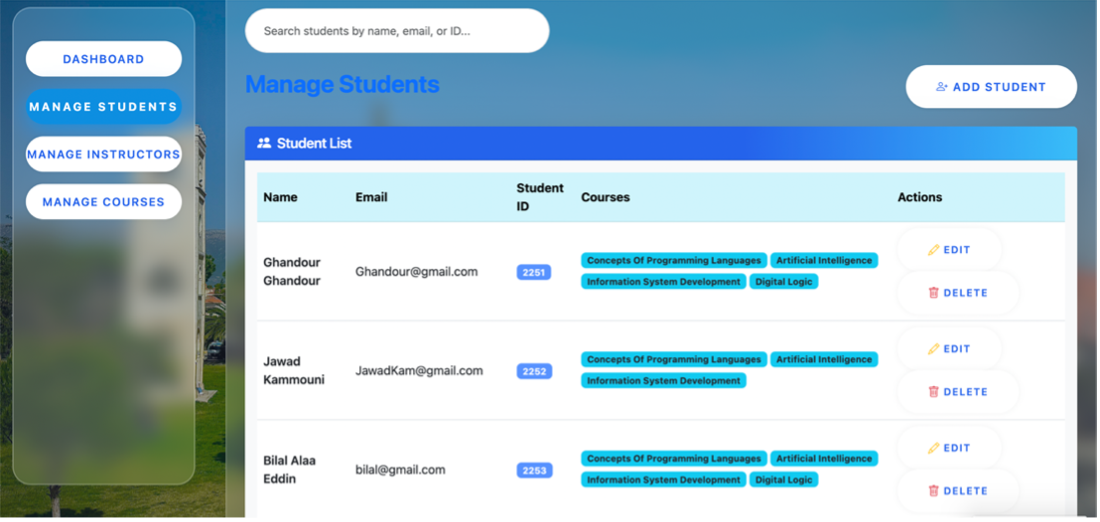 Search students by name, email, or ID...
DASHBOARD
MANAGE STUDENTS
MANAGE INSTRUCTORS
MANAGE COURSES
Manage Students
ADD STUDENT
Student List
Name Email Student ID Courses Actions
Ghandour Ghandour Ghandour@gmail.com 2251 Concepts Of Programming Languages Artificial Intelligence
Information System Development Digital Logic
EDIT
DELETE
Jawad Kammouni JawadKam@gmail.com 2252 Concepts Of Programming Languages Artificial Intelligence
Information System Development
EDIT
DELETE
Bilal Alaa Eddin bilal@gmail.com 2253 Concepts Of Programming Languages Artificial Intelligence
Information System Development Digital Logic
EDIT
DELETE